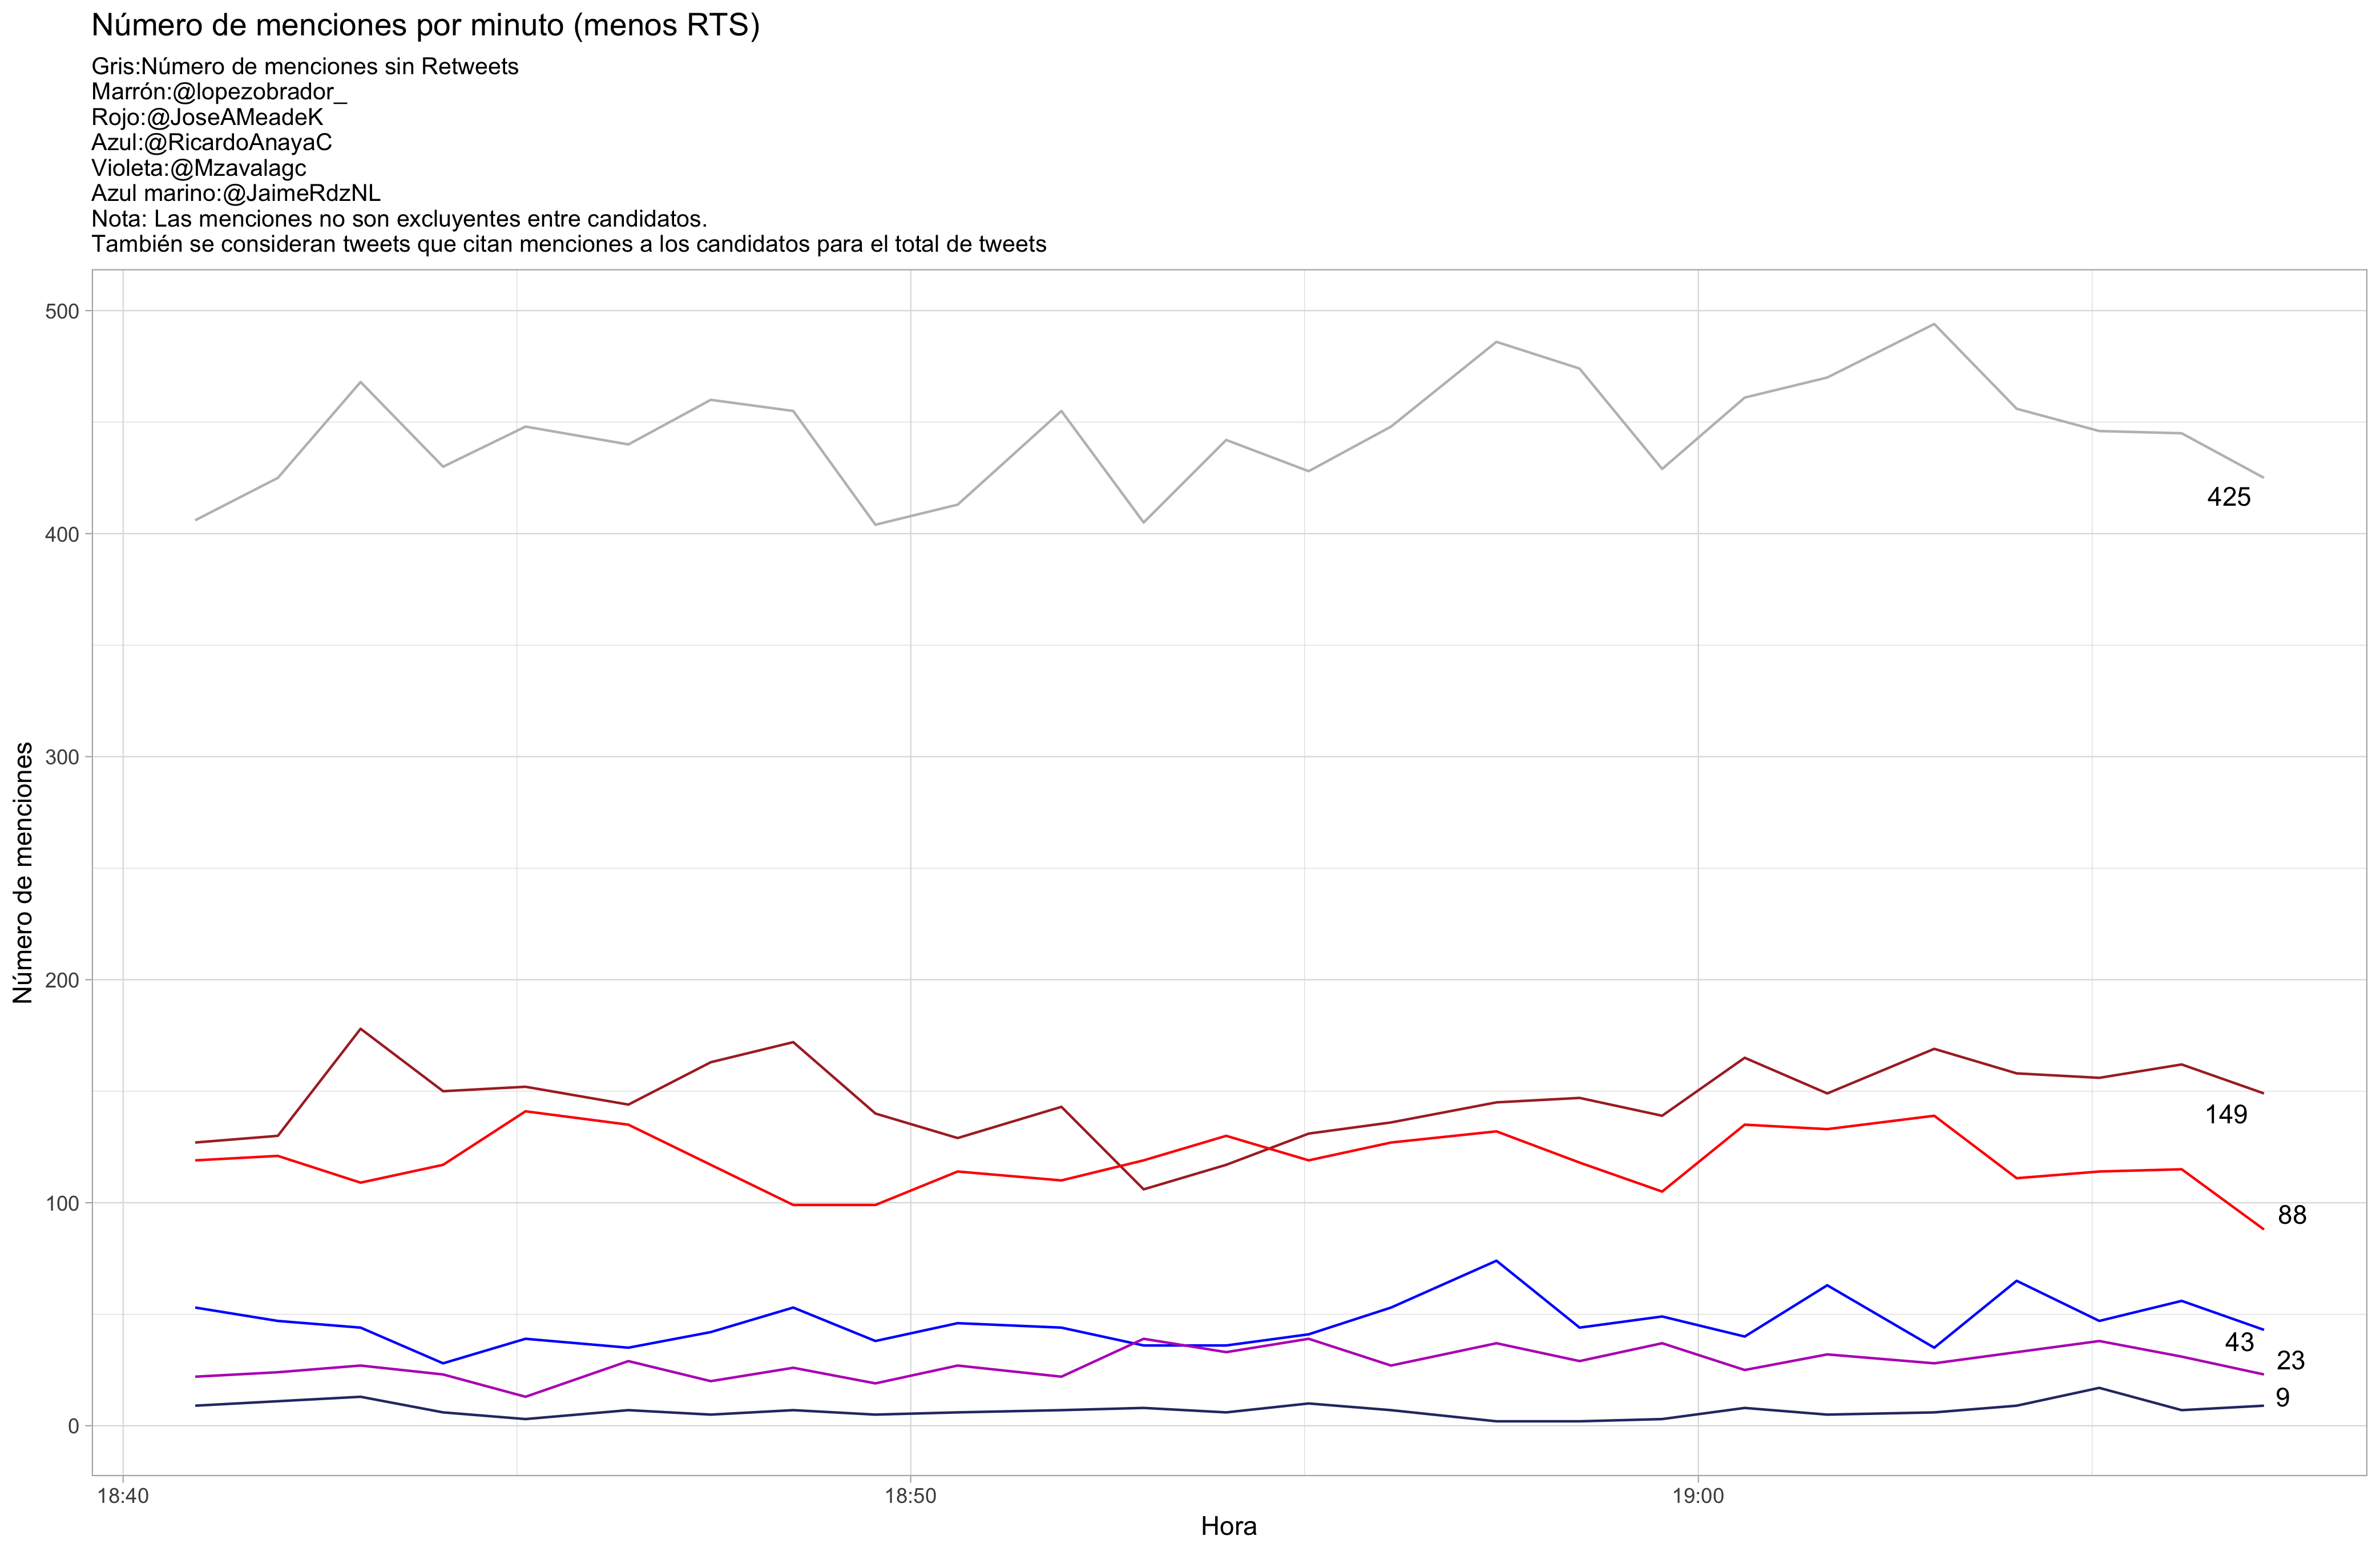 Número de menciones por minuto (menos RTS)
Gris:Número de menciones sin Retweets
Marrón:@lopezobrador_
Rojo:@JoseAMeadeK
Azul:@RicardoAnayaC
Violeta:@Mzavalagc
Azul marino:@JaimeRdzNL
Nota: Las menciones no son excluyentes entre candidatos.
También se consideran tweets que citan menciones a los candidatos para el total de tweets
Número de menciones
500
400
300
200
100
0
425
149
88
43
23
9
18:40
18:50
19:00
Hora